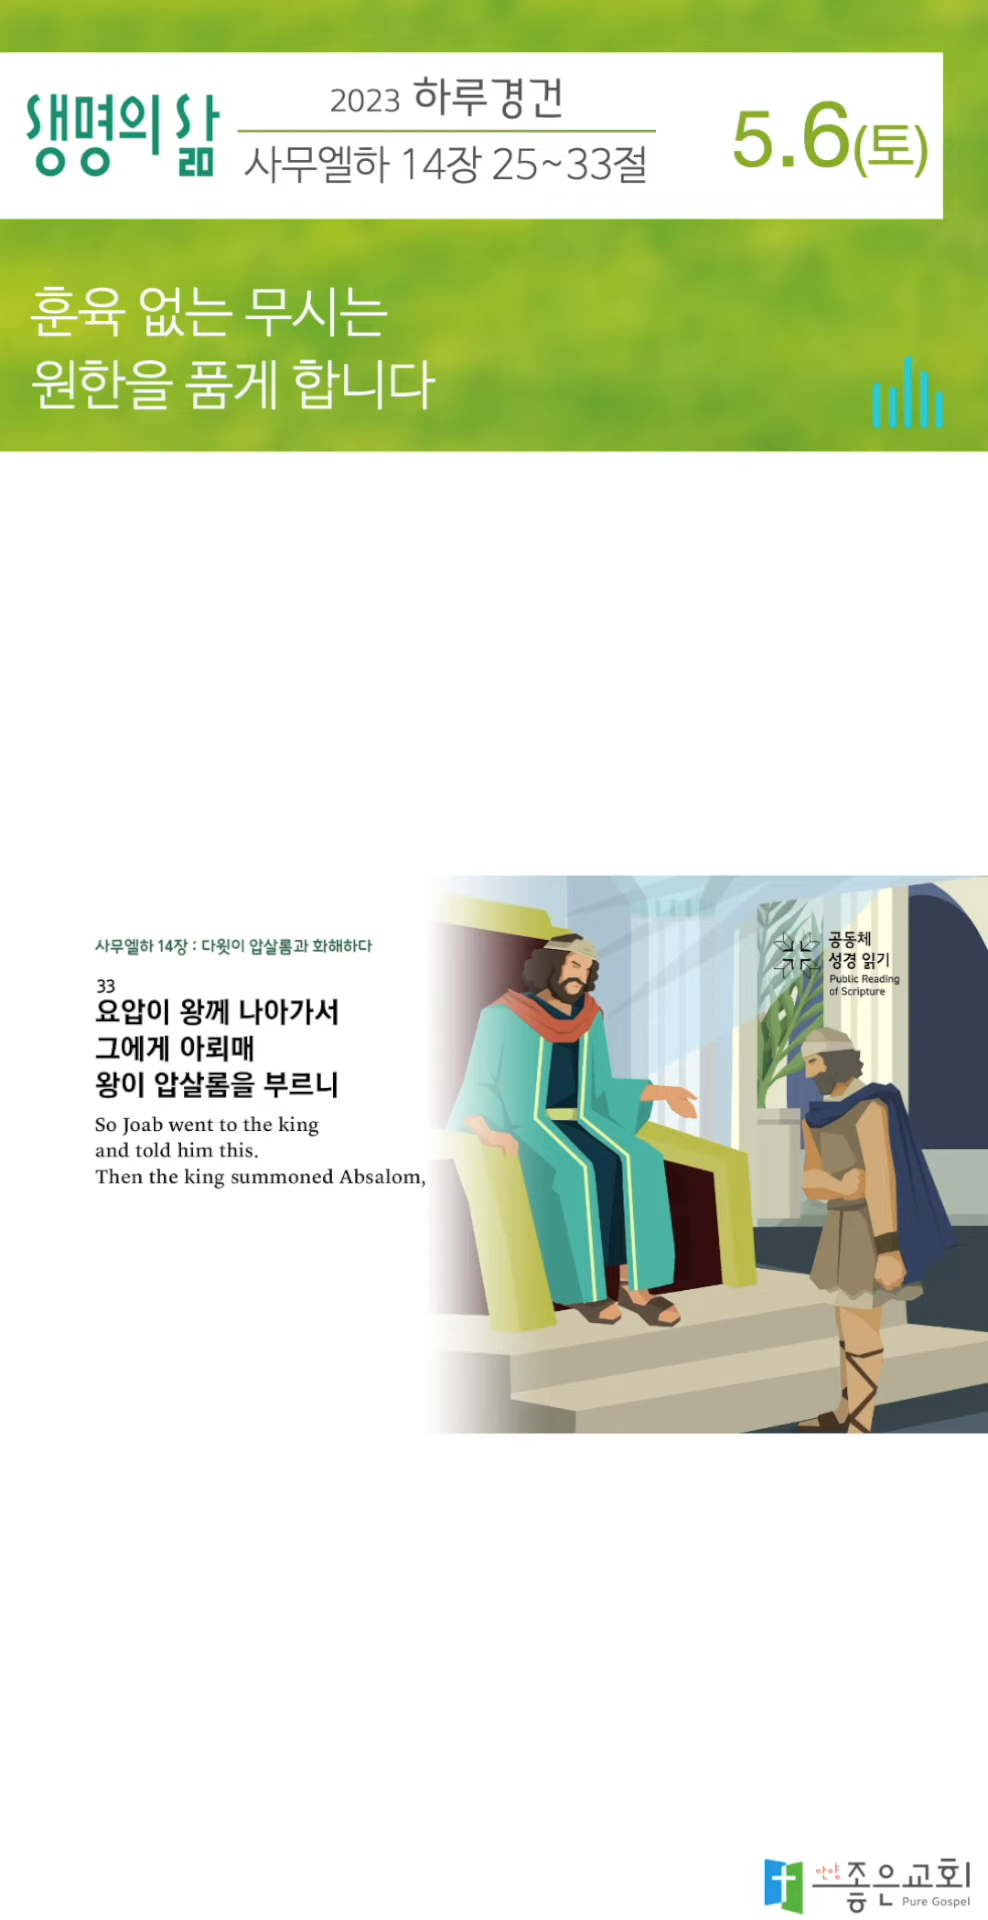 생명의 삶
2023 하루경건
사무엘하 14장 25~33절
5.6(토)
훈육 없는 무시는
원한을 품게 합니다
사무엘하 14장 : 다윗이 압살롬과 화해하다
33
요압이 왕께 나아가서
그에게 아뢰매
왕이 압살롬을 부르니
So Joab went to the king
and told him this.
Then the king summoned Absalom,
공동체
성경 읽기
Public Reading
of Scripture
안양 좋은교회
Pure Gospel